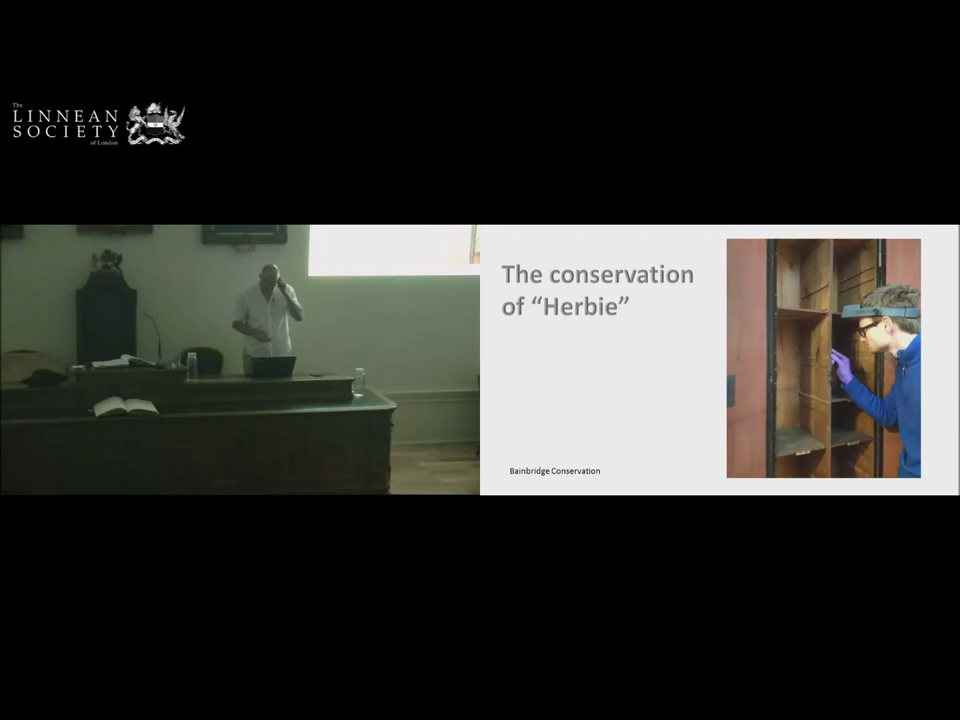 The
LINNEAN
SOCIETY
of London
The conservation
of “Herbie”
Bainbridge Conservation